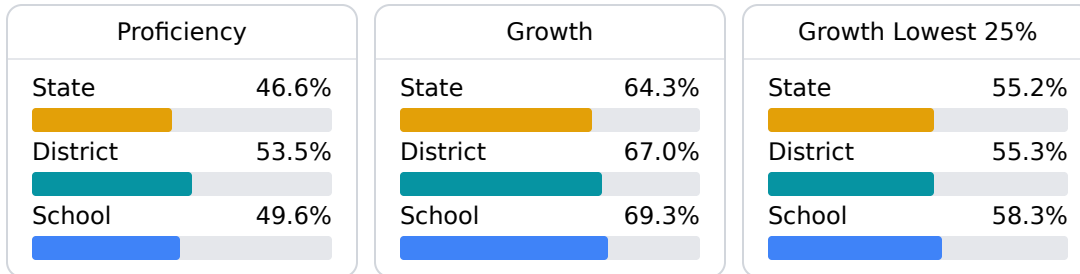 Proficiency
State 46.6%
District 53.5%
School 49.6%
Growth
State 64.3%
District 67.0%
School 69.3%
Growth Lowest 25%
State 55.2%
District 55.3%
School 58.3%